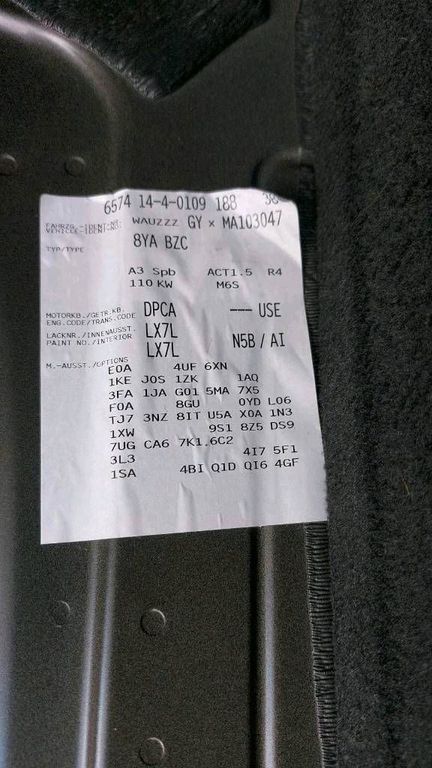 6574 14-4-0109 188 38
FAHRZG.-IDENT-NR. WAUZZZ GY x MA103047
VEHICLE-IDENT-NO.
TYP/TYPE 8YA BZC
A3 Spb ACT1.5 R4
110 KW M6S
MOTORKB./GETR.KB. DPCA --- USE
ENG.CODE/TRANS.CODE
LACKNR./INNENAUSST. LX7L N5B / AI
PAINT NO./INTERIOR LX7L
M.-AUSST./OPTIONS
E0A 4UF 6XN
1KE J0S 1ZK 1AQ
3FA 1JA G01 5MA 7X5
F0A 8GU 0YD L06
TJ7 3NZ 8IT U5A X0A 1N3
1XW 9S1 8Z5 DS9
7UG CA6 7K1.6C2
3L3 4I7 5F1
1SA 4BI Q1D QI6 4GF